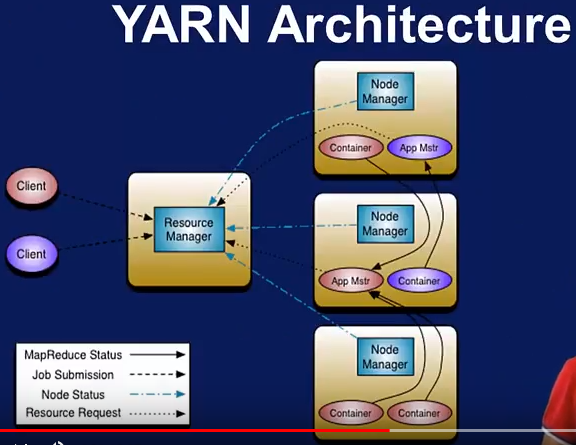 YARN Architecture
Node
Manager
Container
App Mstr
Client
Client
Resource
Manager
Node
Manager
App Mstr
Container
Node
Manager
Container
Container
MapReduce Status
Job Submission
Node Status
Resource Request